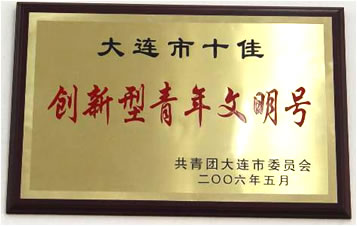 大连市十佳
创新型青年文明号
共青团大连市委员会
二〇〇六年五月